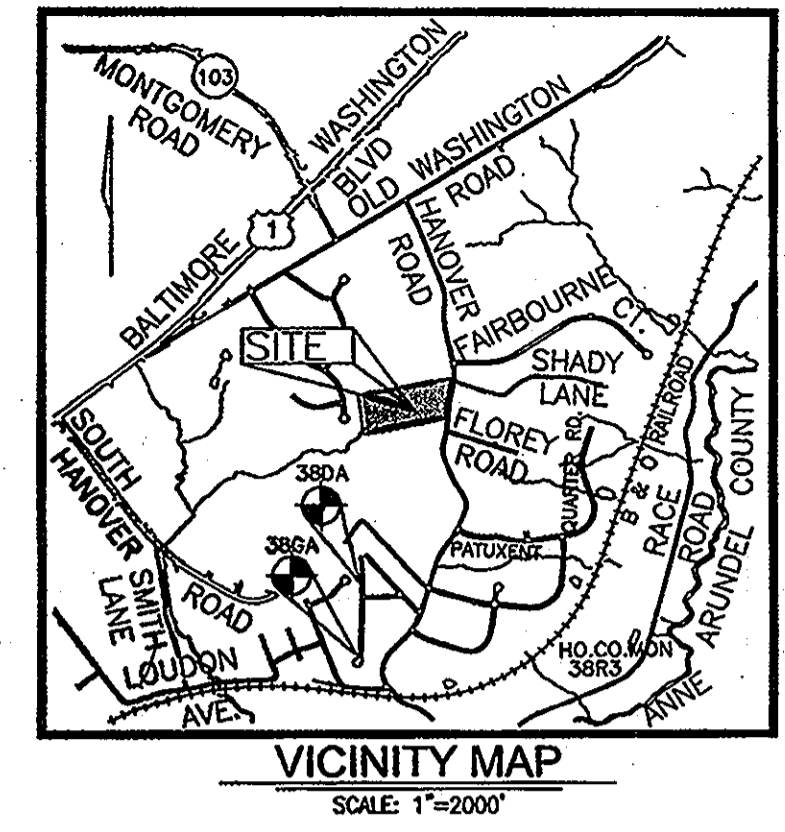 MONTGOMERY
ROAD
103
BALTIMORE
WASHINGTON
BLVD
1
OLD WASHINGTON
ROAD
HANOVER
ROAD
FAIRBOURNE
CT.
SITE
SHADY
LANE
FLOREY
ROAD
QUARTER RD.
PATUXENT
B & O RAILROAD
RACE
ROAD
ANNE ARUNDEL COUNTY
SOUTH
HANOVER
ROAD
SMITH
LANE
LOUDON
AVE.
38DA
38GA
HO.CO.MON
38R3
VICINITY MAP
SCALE: 1"=2000'